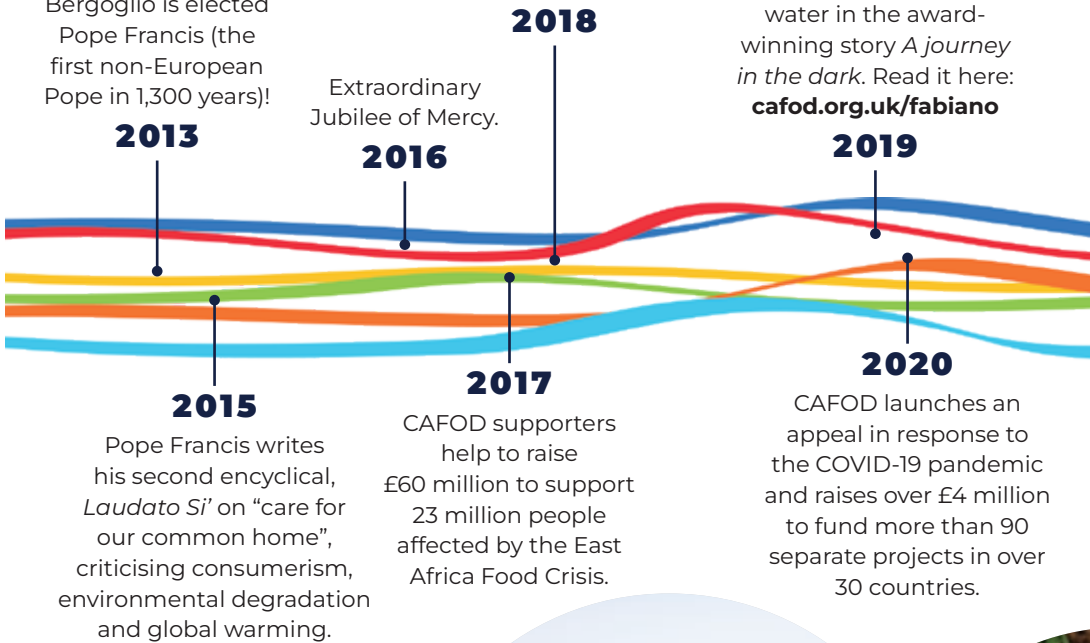 Bergoglio is elected
Pope Francis (the
first non-European
Pope in 1,300 years)!
2013
Extraordinary
Jubilee of Mercy.
2016
2018
water in the award-
winning story A journey
in the dark. Read it here:
cafod.org.uk/fabiano
2019
2015
Pope Francis writes
his second encyclical,
Laudato Si’ on “care for
our common home”,
criticising consumerism,
environmental degradation
and global warming.
2017
CAFOD supporters
help to raise
£60 million to support
23 million people
affected by the East
Africa Food Crisis.
2020
CAFOD launches an
appeal in response to
the COVID-19 pandemic
and raises over £4 million
to fund more than 90
separate projects in over
30 countries.